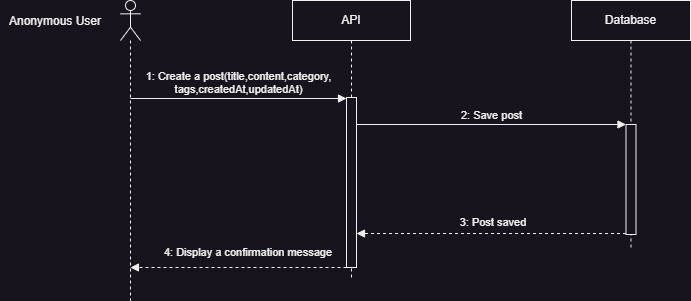 Anonymous User
API
Database
1: Create a post(title,content,category,
tags,createdAt,updatedAt)
2: Save post
3: Post saved
4: Display a confirmation message